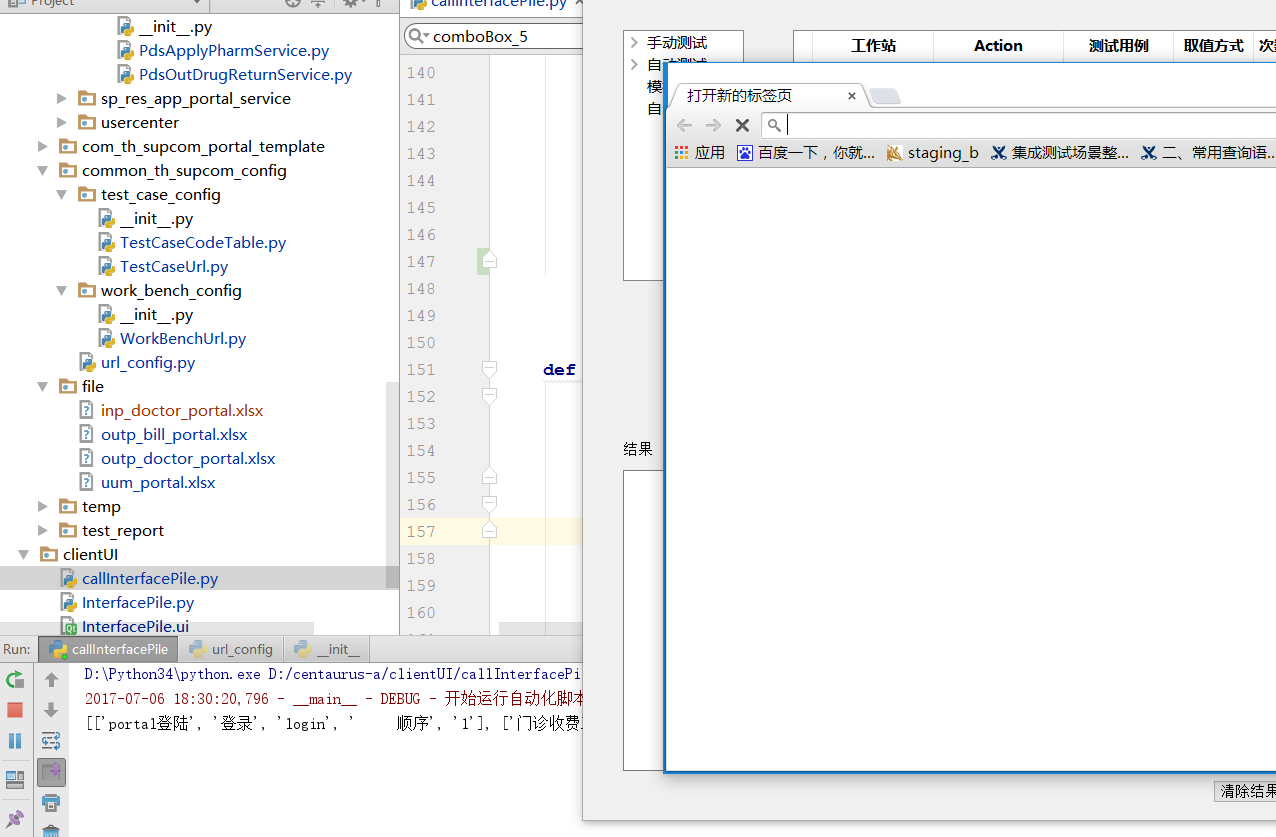 Project
__init__.py
PdsApplyPharmService.py
PdsOutDrugReturnService.py
sp_res_app_portal_service
usercenter
com_th_supcom_portal_template
common_th_supcom_config
test_case_config
__init__.py
TestCaseCodeTable.py
TestCaseUrl.py
work_bench_config
__init__.py
WorkBenchUrl.py
url_config.py
file
inp_doctor_portal.xlsx
outp_bill_portal.xlsx
outp_doctor_portal.xlsx
uum_portal.xlsx
temp
test_report
clientUI
callInterfacePile.py
InterfacePile.py
InterfacePile.ui
callInterfacePile.py
comboBox_5
140
141
142
143
144
145
146
147
148
149
150
151 def
152
153
154
155
156
157
158
159
160
手动测试
自动测试
模
自
工作站 Action 测试用例 取值方式 次
打开新的标签页
应用 百度一下，你就... staging_b 集成测试场景整... 二、常用查询语...
结果
清除结果
Run: callInterfacePile url_config __init__
D:\Python34\python.exe D:/centaurus-a/clientUI/callInterfacePi
2017-07-06 18:30:20,796 - __main__ - DEBUG - 开始运行自动化脚本
[['portal登陆', '登录', 'login', ' 顺序', '1'], ['门诊收费